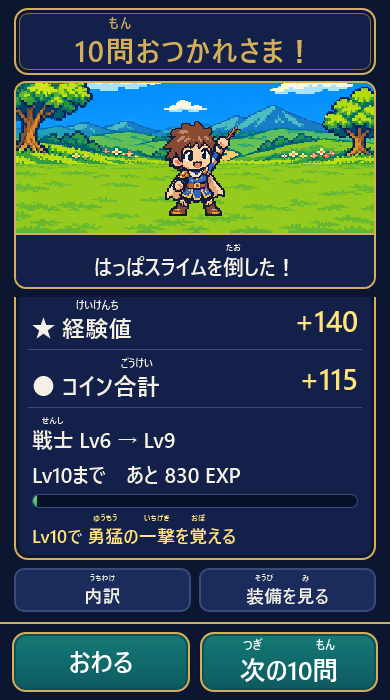 もん
10問おつかれさま！
たお
はっぱスライムを倒した！
けいけんち
★ 経験値 +140
ごうけい
● コイン合計 +115
せんし
戦士 Lv6 → Lv9
Lv10まで　あと 830 EXP
ゆうもう いちげき おぼ
Lv10で 勇猛の一撃を覚える
うちわけ そうび み
内訳 装備を見る
つぎ もん
おわる 次の10問